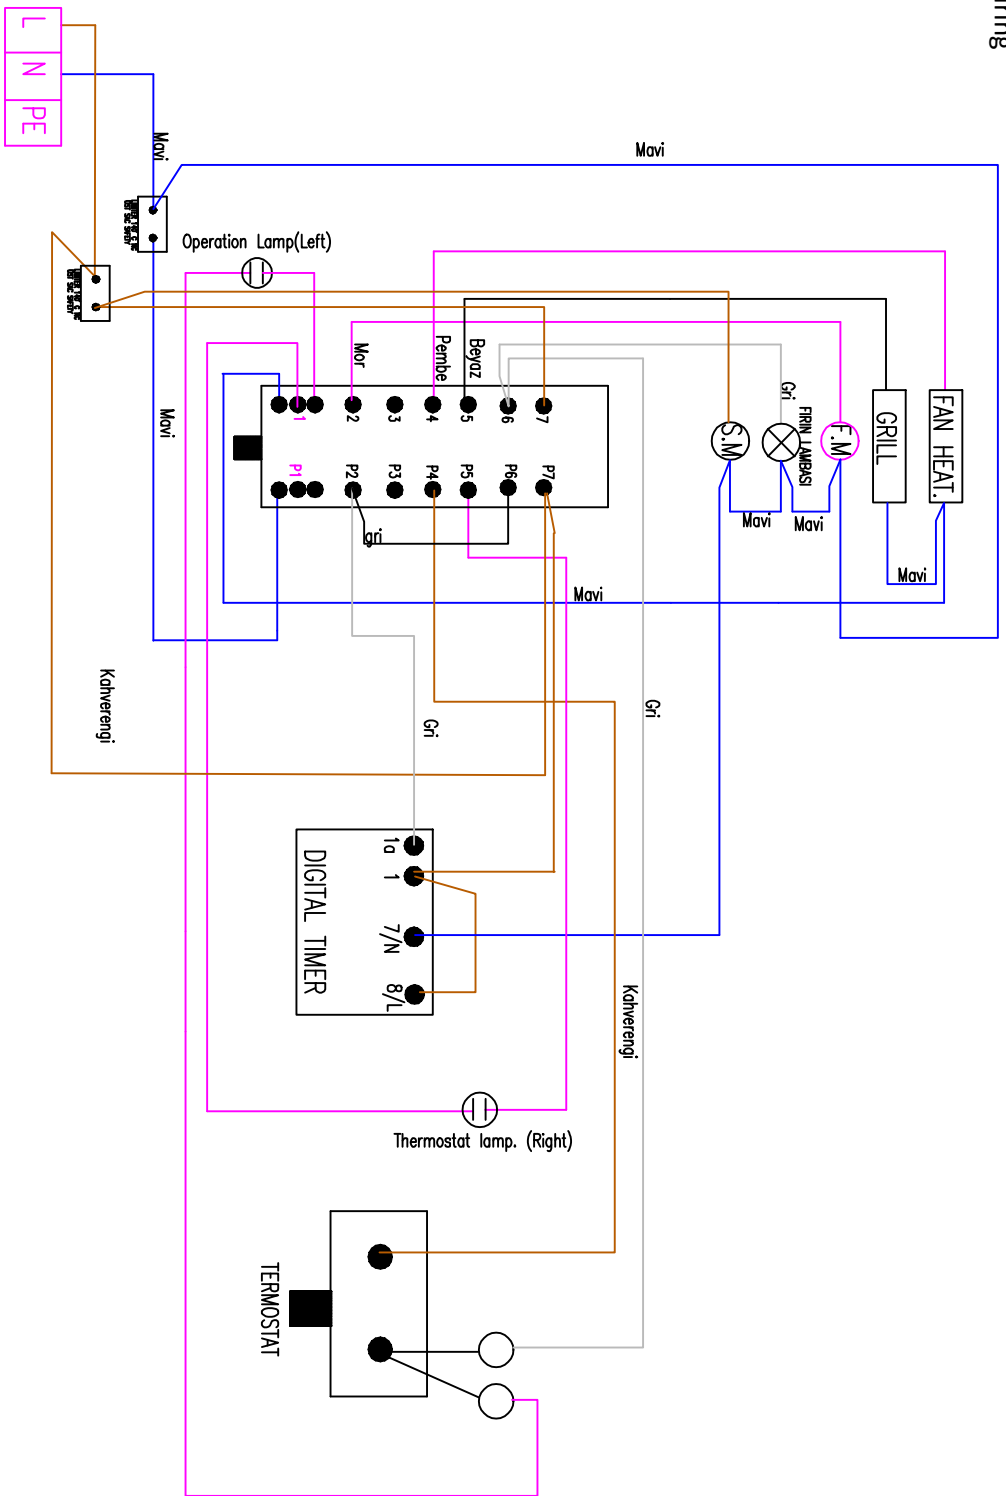 L
N
PE
Mavi
Mavi
Operation Lamp(Left)
Mor
Pembe
Beyaz
Gri
FIRIN LAMBASI
S.M
F.M
GRILL
FAN HEAT.
1
2
3
4
5
6
7
P1
P2
P3
P4
P5
P6
P7
Mavi
gri
Mavi
Mavi
Mavi
Mavi
Kahverengi
Gri
Gri
1a
1
7/N
8/L
DIGITAL TIMER
Kahverengi
Thermostat lamp. (Right)
TERMOSTAT